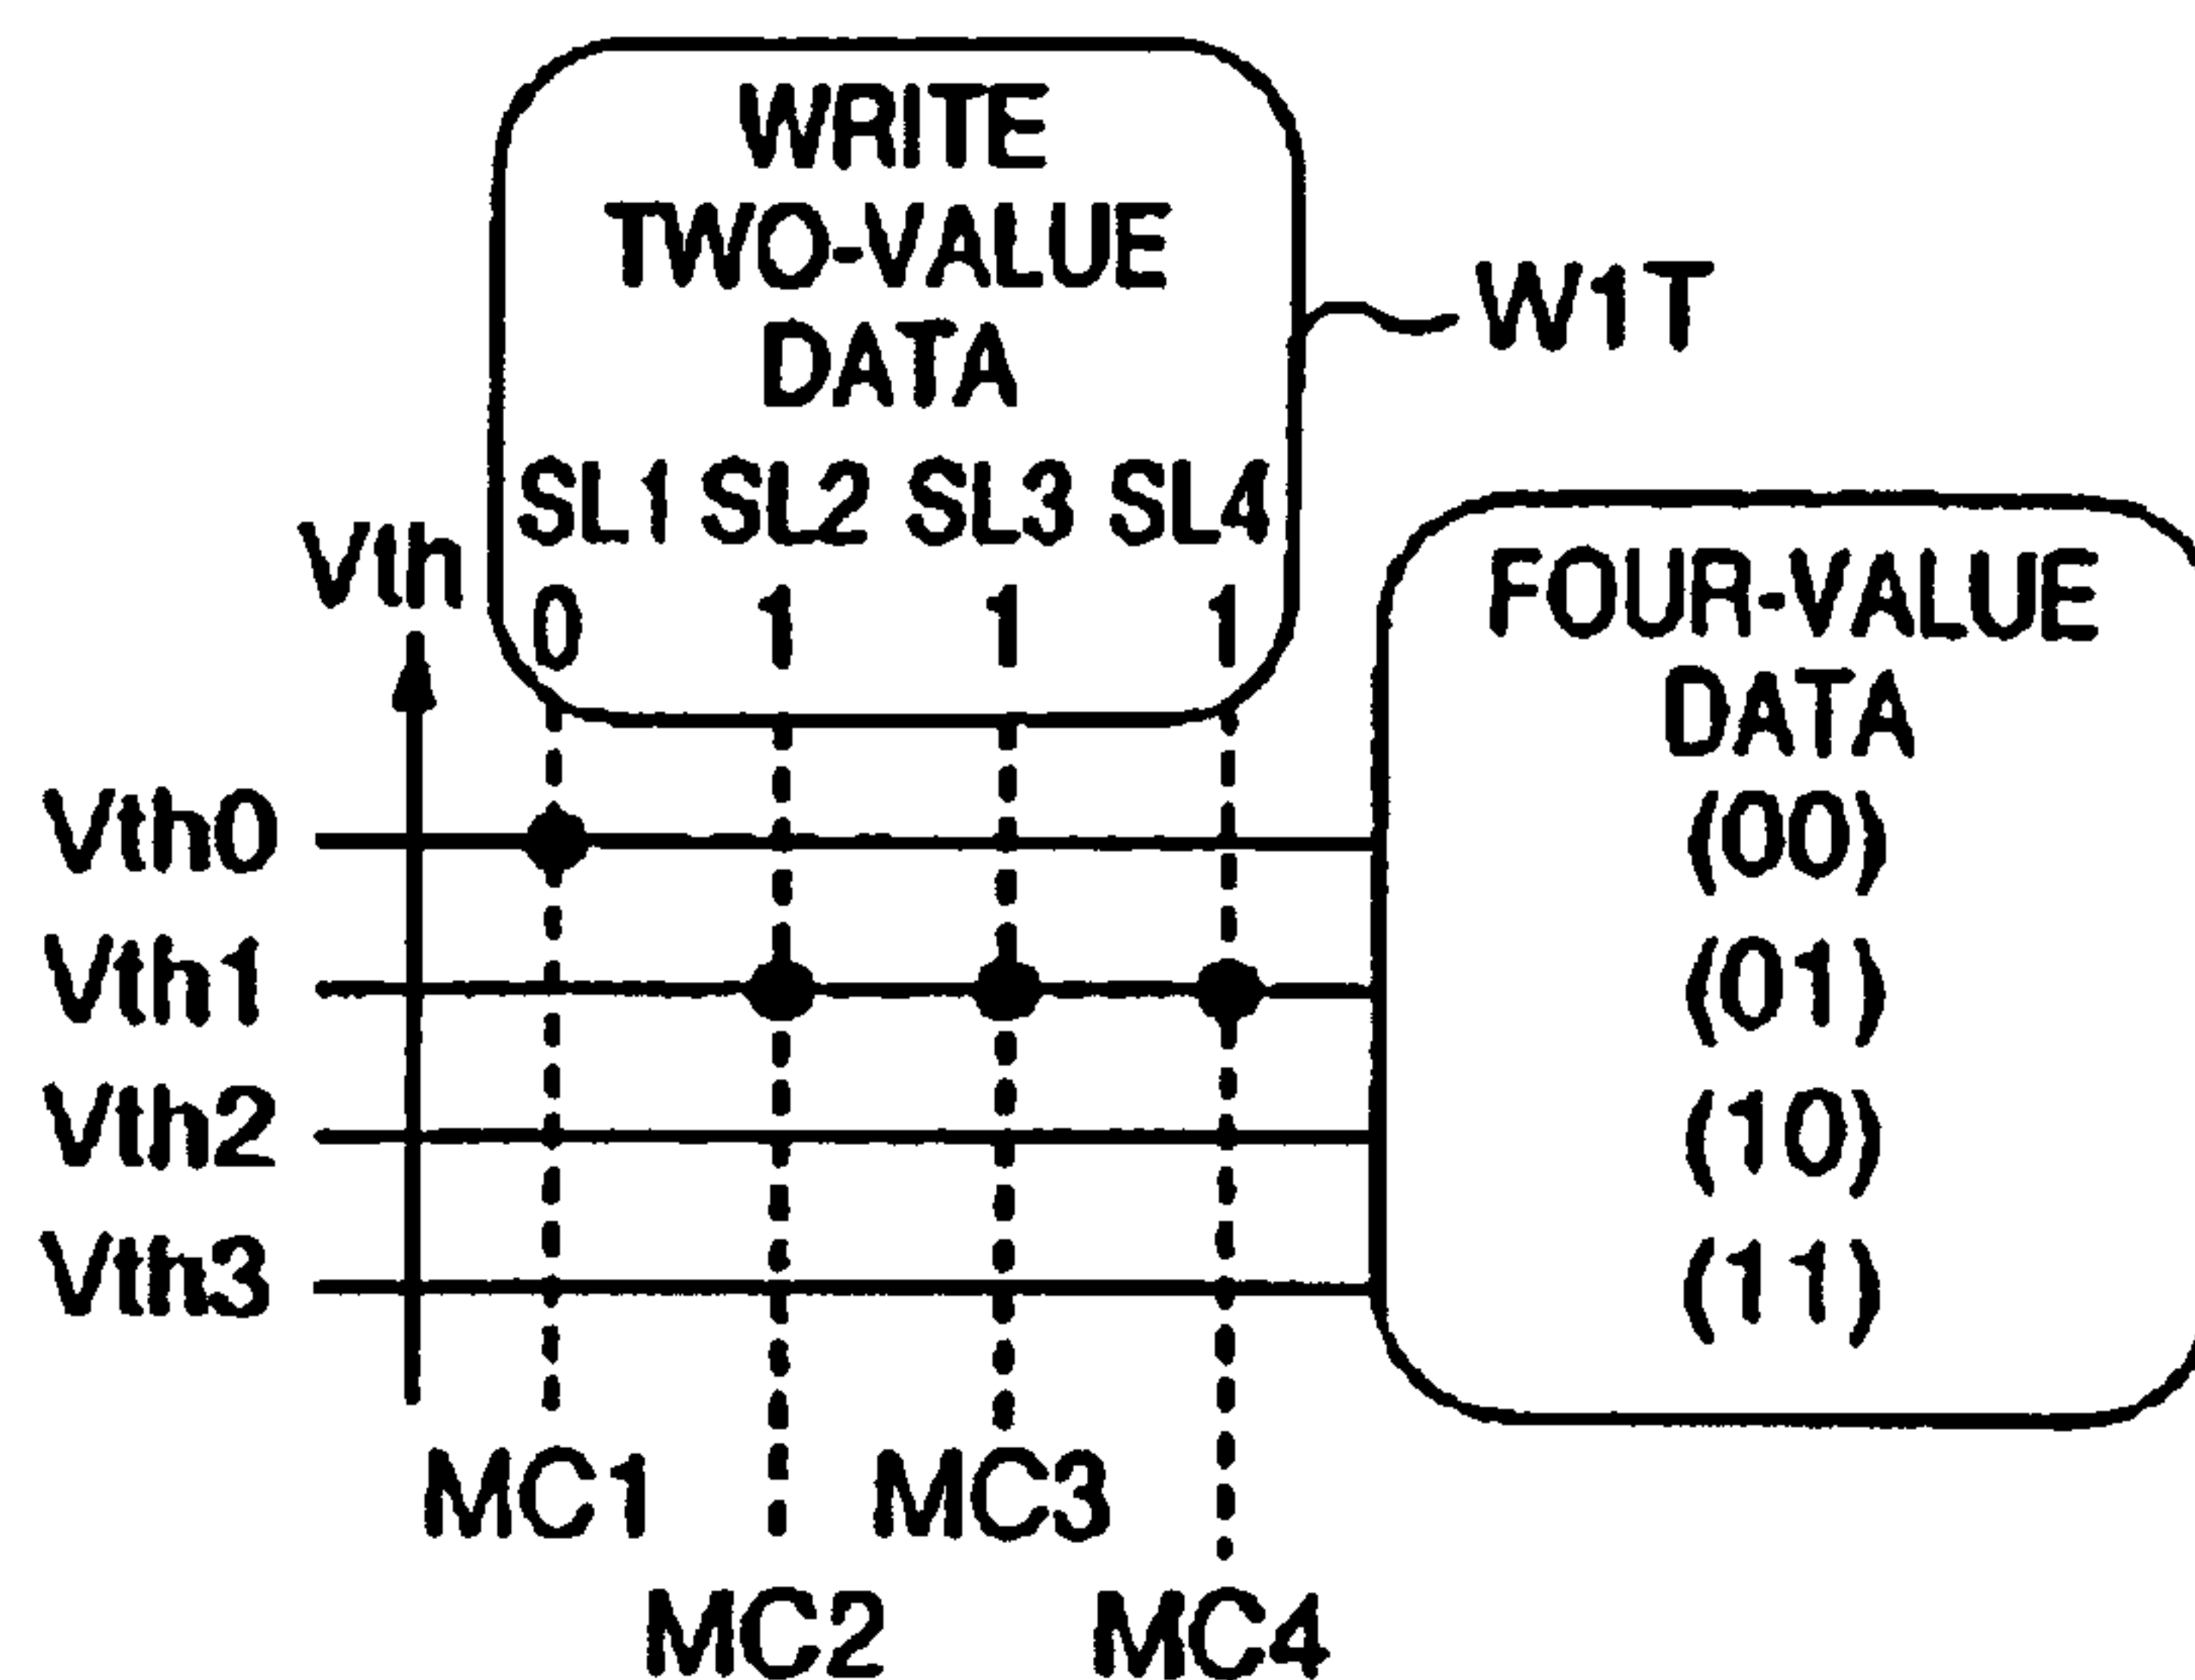 WRITE
TWO-VALUE
DATA
W1T
SL1 SL2 SL3 SL4
Vth
0 1 1 1
FOUR-VALUE
DATA
Vth0
(00)
Vth1
(01)
Vth2
(10)
Vth3
(11)
MC1 MC3
MC2 MC4